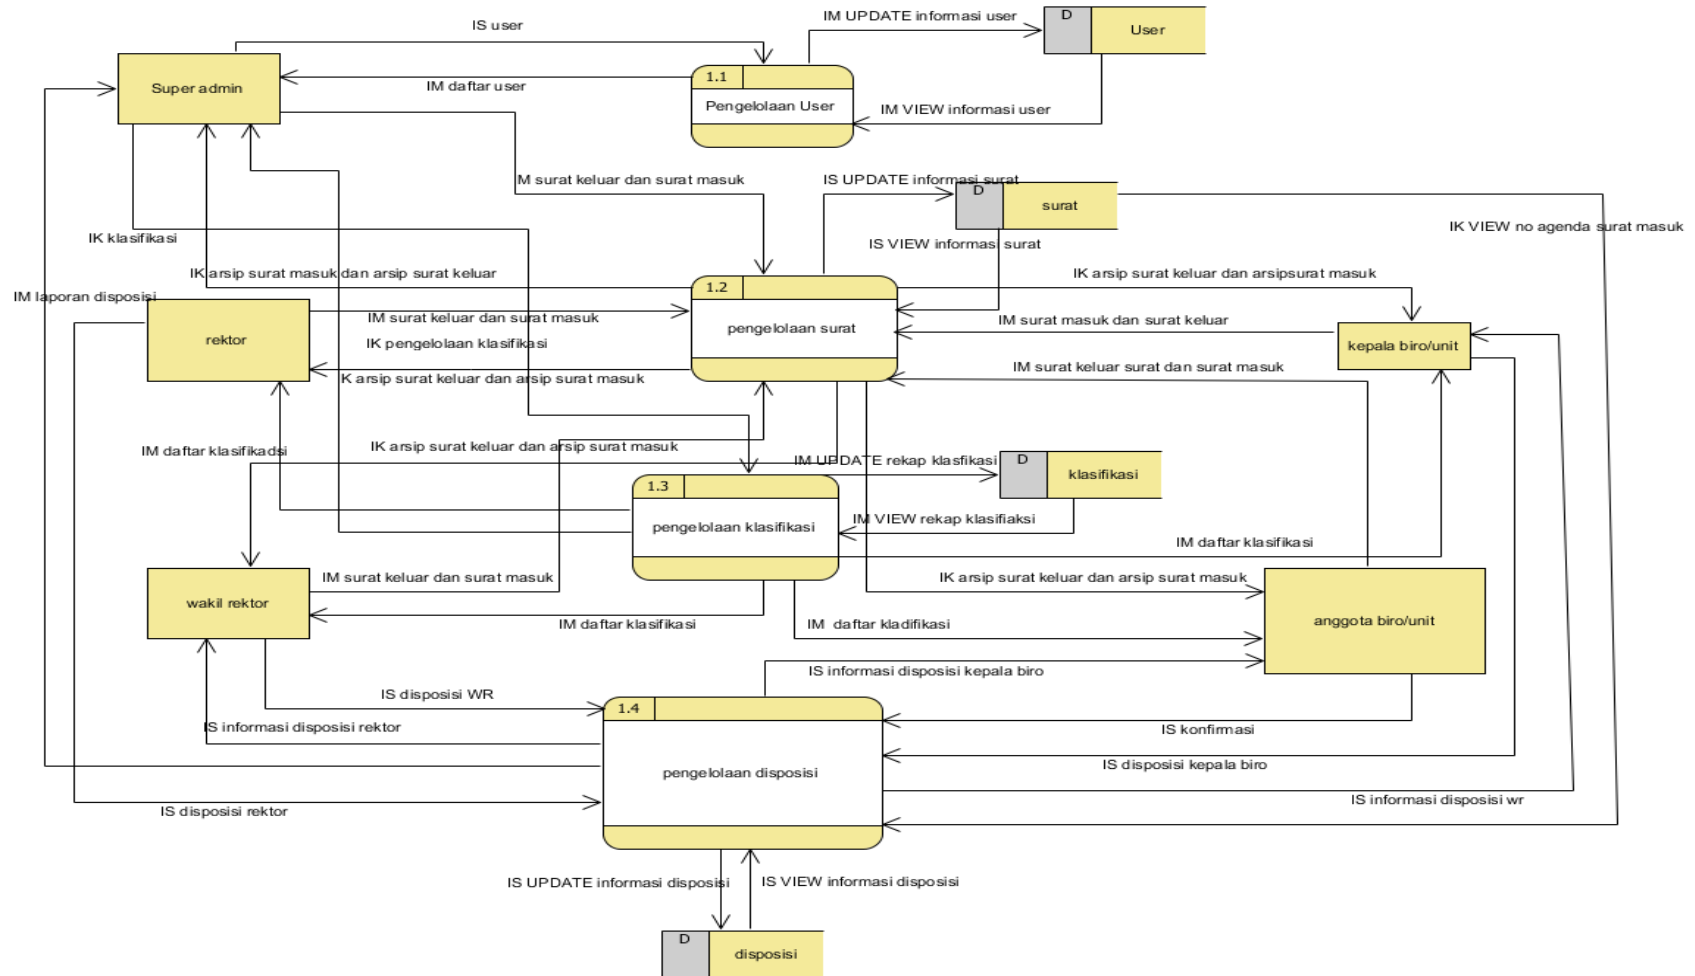 IS user
IM UPDATE informasi user
D
User
Super admin
IM daftar user
1.1
Pengelolaan User
IM VIEW informasi user
M surat keluar dan surat masuk
IS UPDATE informasi surat
D
surat
IK klasifikasi
IS VIEW informasi surat
IK VIEW no agenda surat masuk
IK arsip surat masuk dan arsip surat keluar
1.2
IK arsip surat keluar dan arsipsurat masuk
IM laporan disposisi
IM surat keluar dan surat masuk
pengelolaan surat
IM surat masuk dan surat keluar
rektor
IK pengelolaan klasifikasi
kepala biro/unit
K arsip surat keluar dan arsip surat masuk
IM surat keluar surat dan surat masuk
IM daftar klasifikadsi
IK arsip surat keluar dan arsip surat masuk
IM UPDATE rekap klasfikasi
D
klasifikasi
1.3
pengelolaan klasifikasi
IM VIEW rekap klasifiaksi
IM daftar klasifikasi
IM surat keluar dan surat masuk
IK arsip surat keluar dan arsip surat masuk
wakil rektor
IM daftar klasifikasi
IM daftar kladifikasi
anggota biro/unit
IS informasi disposisi kepala biro
IS disposisi WR
1.4
IS informasi disposisi rektor
IS konfirmasi
pengelolaan disposisi
IS disposisi kepala biro
IS disposisi rektor
IS informasi disposisi wr
IS UPDATE informasi disposisi
IS VIEW informasi disposisi
D
disposisi